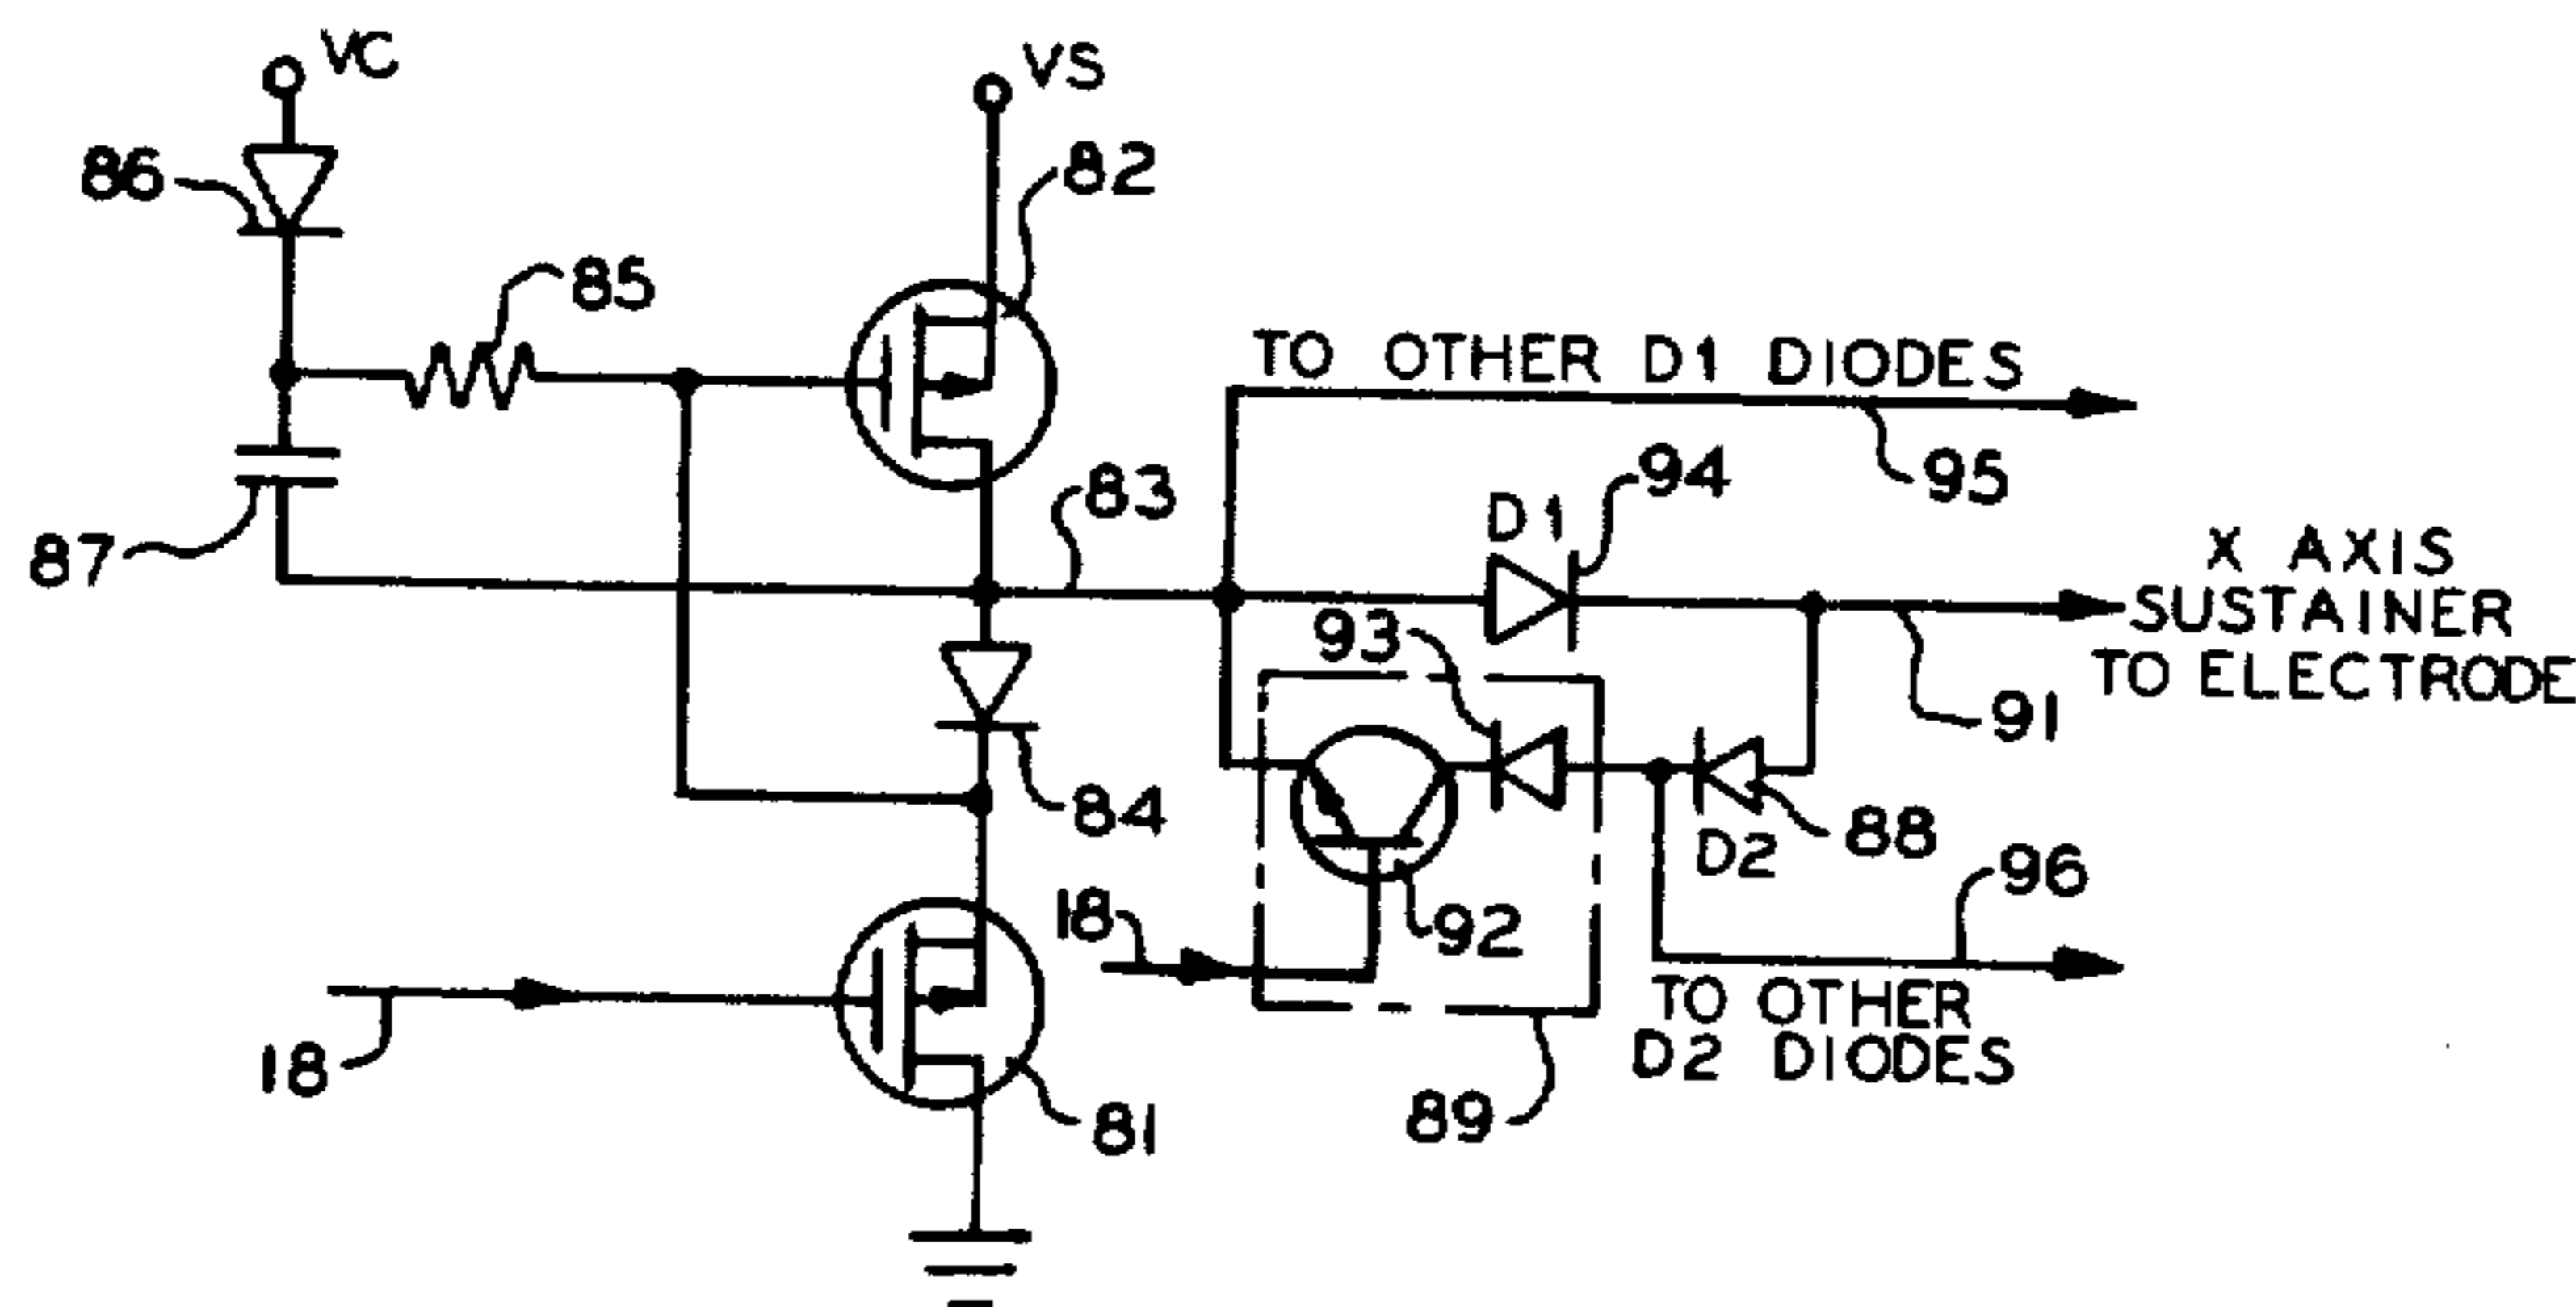 VC
VS
86
82
85
TO OTHER D1 DIODES
83
94
95
D1
87
X AXIS
SUSTAINER
TO ELECTRODE
93
91
84
88
D2
96
18
92
TO OTHER
D2 DIODES
18
81
89